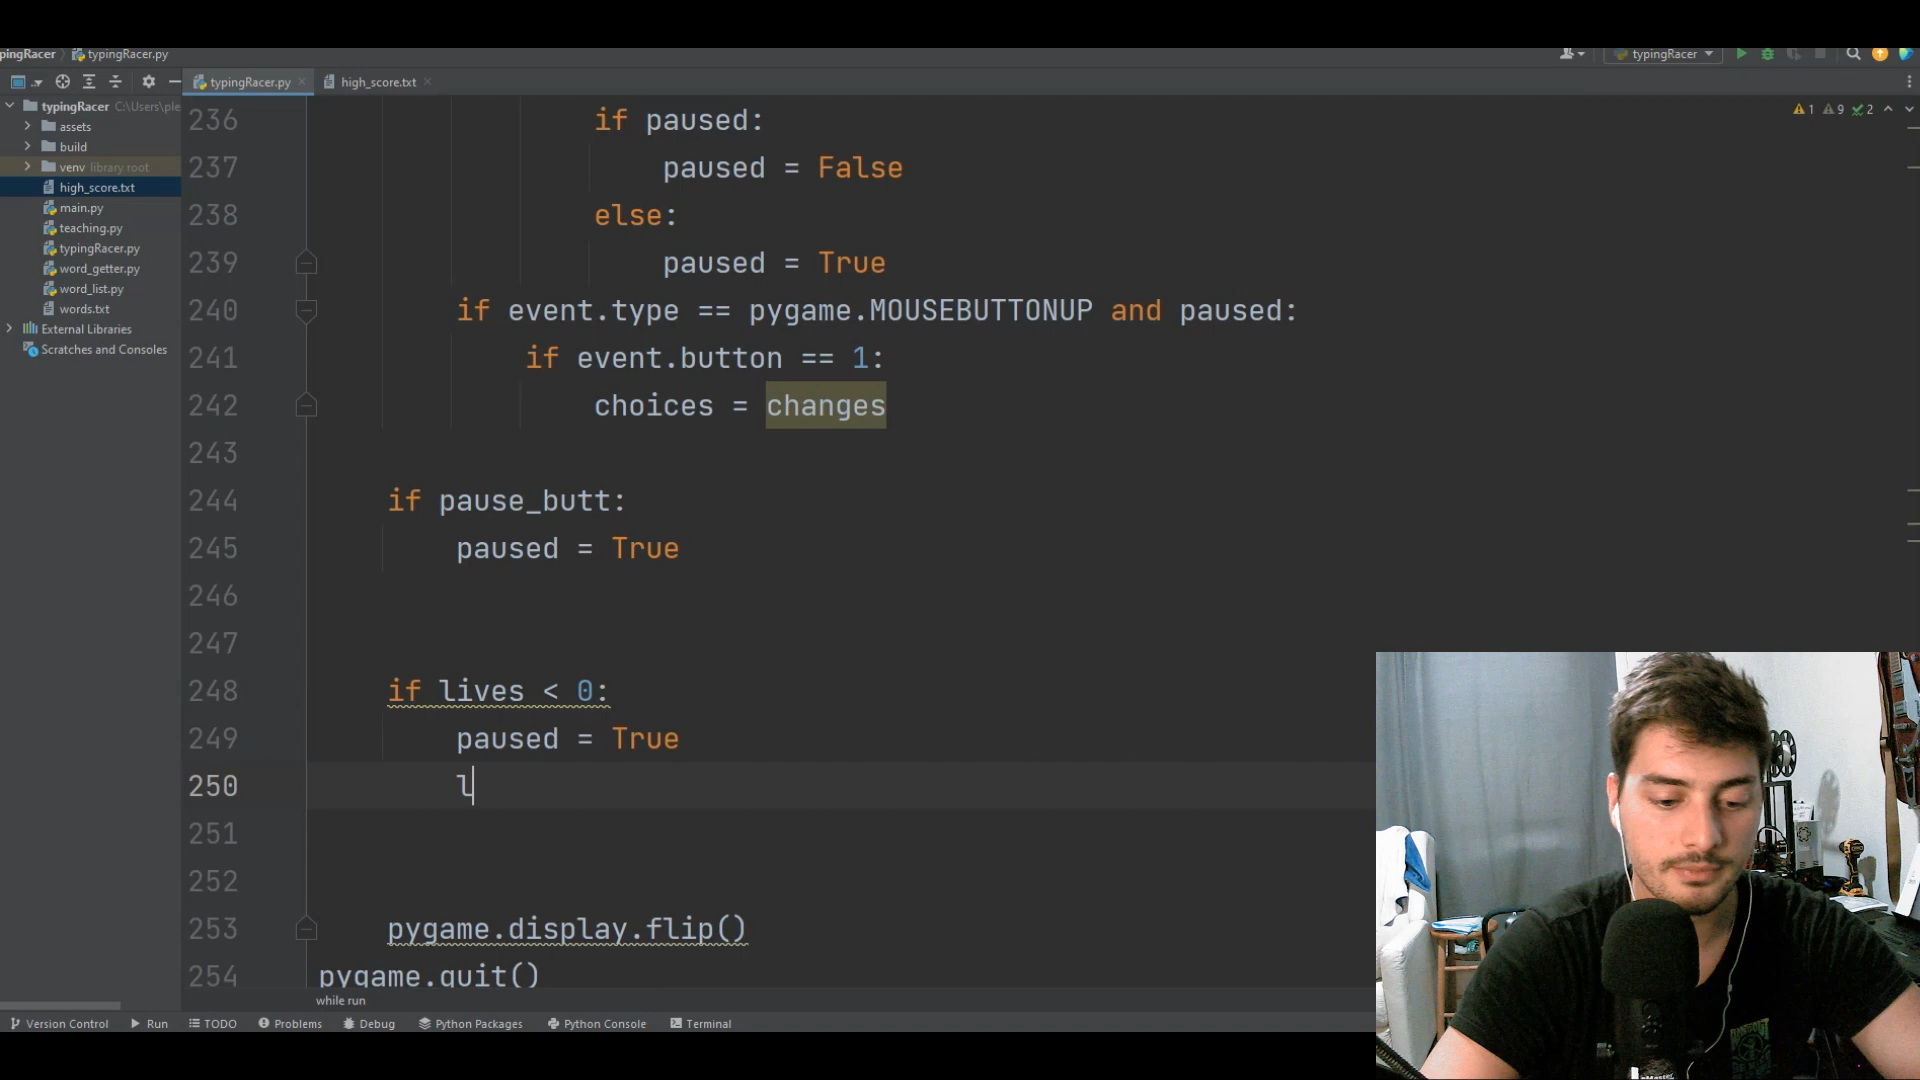 pingRacer
typingRacer.py
typingRacer
typingRacer.py
high_score.txt
typingRacer C:\Users\ple
assets
build
venv library root
high_score.txt
main.py
teaching.py
typingRacer.py
word_getter.py
word_list.py
words.txt
External Libraries
Scratches and Consoles
1 9 2
236 if paused:
237 paused = False
238 else:
239 paused = True
240 if event.type == pygame.MOUSEBUTTONUP and paused:
241 if event.button == 1:
242 choices = changes
243
244 if pause_butt:
245 paused = True
246
247
248 if lives < 0:
249 paused = True
250 l
251
252
253 pygame.display.flip()
254 pygame.quit()
while run
Version Control
Run
TODO
Problems
Debug
Python Packages
Python Console
Terminal